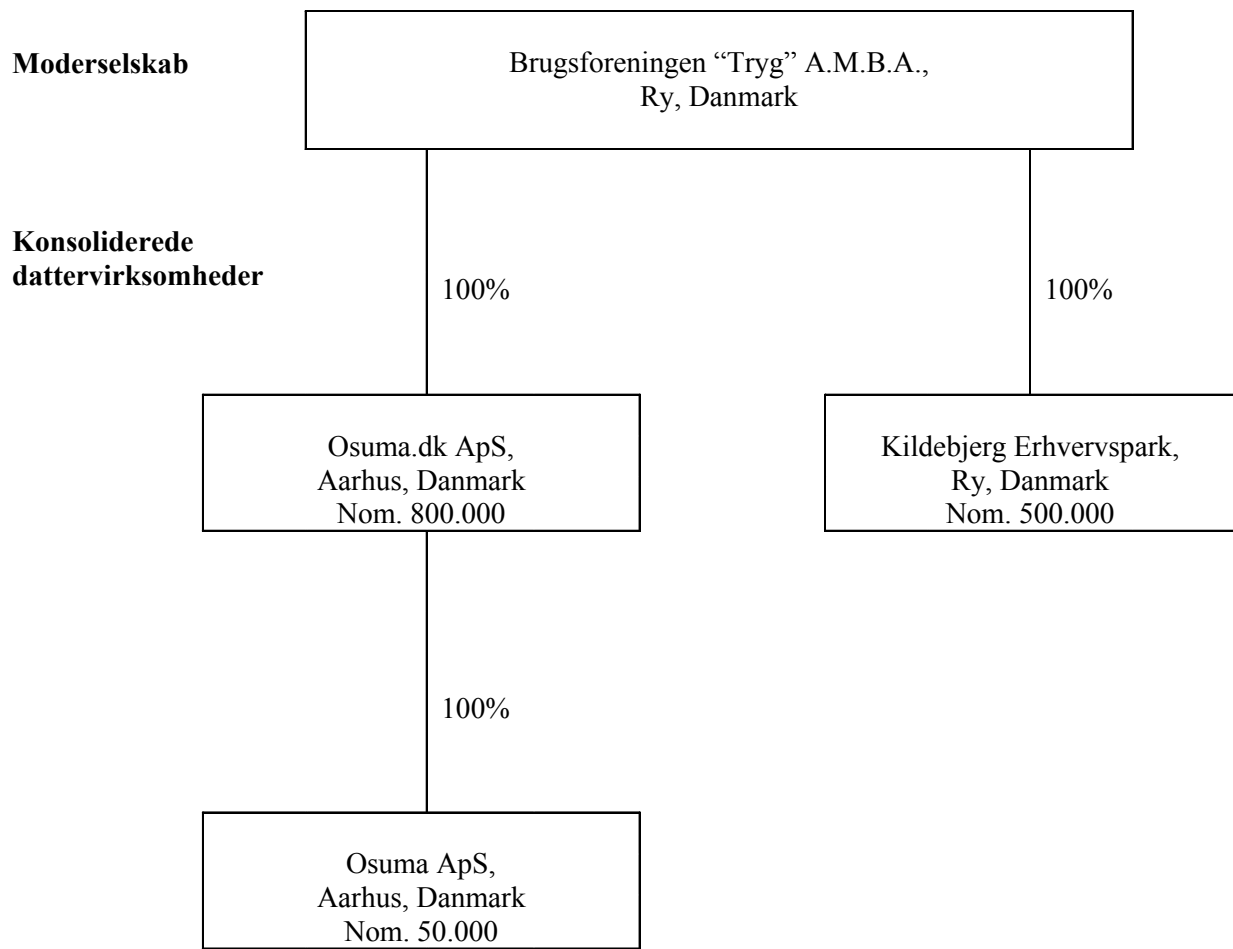 Moderselskab
Brugsforeningen “Tryg” A.M.B.A.,
Ry, Danmark
Konsoliderede
dattervirksomheder
100%
100%
Osuma.dk ApS,
Aarhus, Danmark
Nom. 800.000
Kildebjerg Erhvervspark,
Ry, Danmark
Nom. 500.000
100%
Osuma ApS,
Aarhus, Danmark
Nom. 50.000